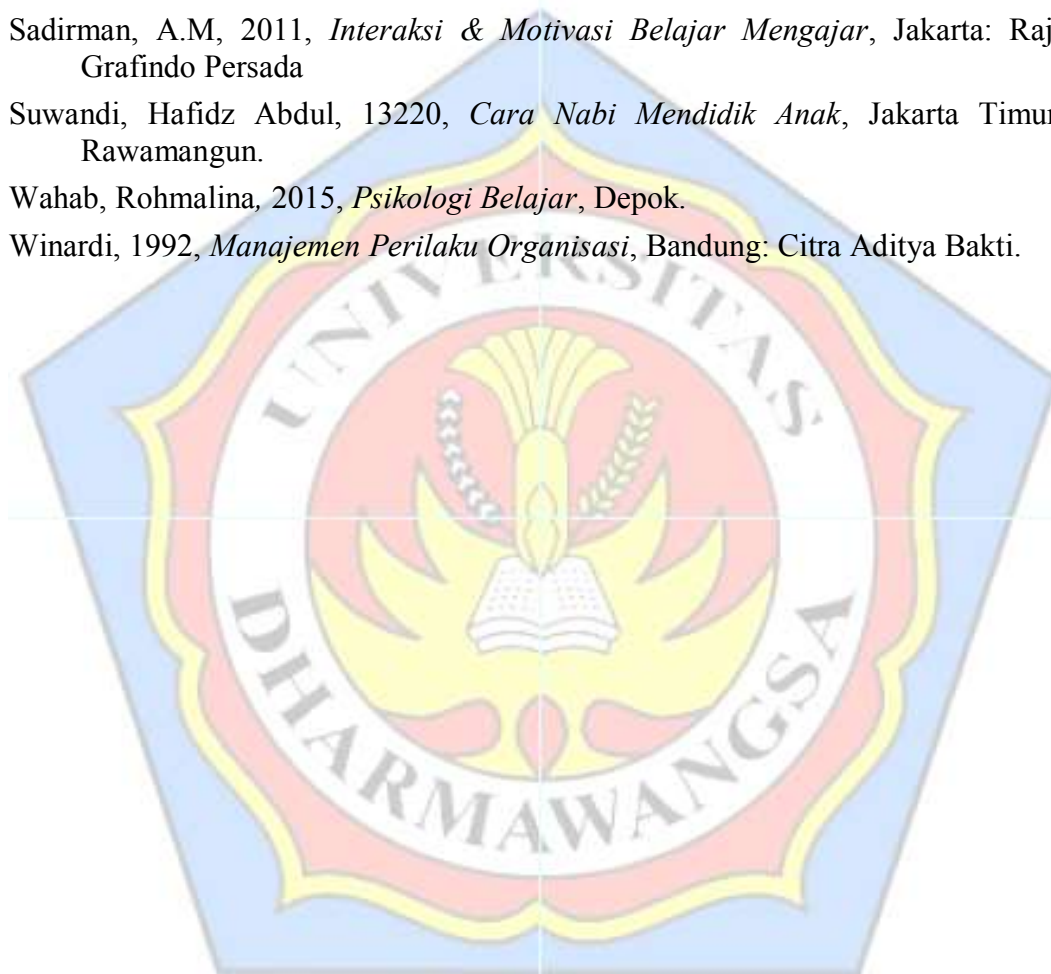 Sadirman, A.M, 2011, Interaksi & Motivasi Belajar Mengajar, Jakarta: Raj
Grafindo Persada
Suwandi, Hafidz Abdul, 13220, Cara Nabi Mendidik Anak, Jakarta Timur
Rawamangun.
Wahab, Rohmalina, 2015, Psikologi Belajar, Depok.
Winardi, 1992, Manajemen Perilaku Organisasi, Bandung: Citra Aditya Bakti.
UNIVERSITAS
DHARMAWANGSA